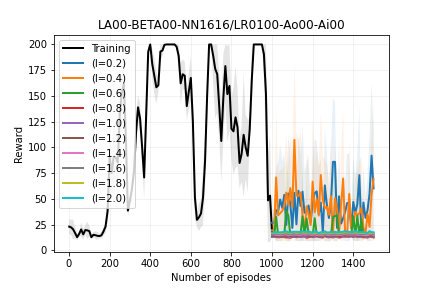 LA00-BETA00-NN1616/LR0100-Ao00-Ai00
Reward
200
175
150
125
100
75
50
25
0
Training
(l=0.2)
(l=0.4)
(l=0.6)
(l=0.8)
(l=1.0)
(l=1.2)
(l=1.4)
(l=1.6)
(l=1.8)
(l=2.0)
0 200 400 600 800 1000 1200 1400
Number of episodes